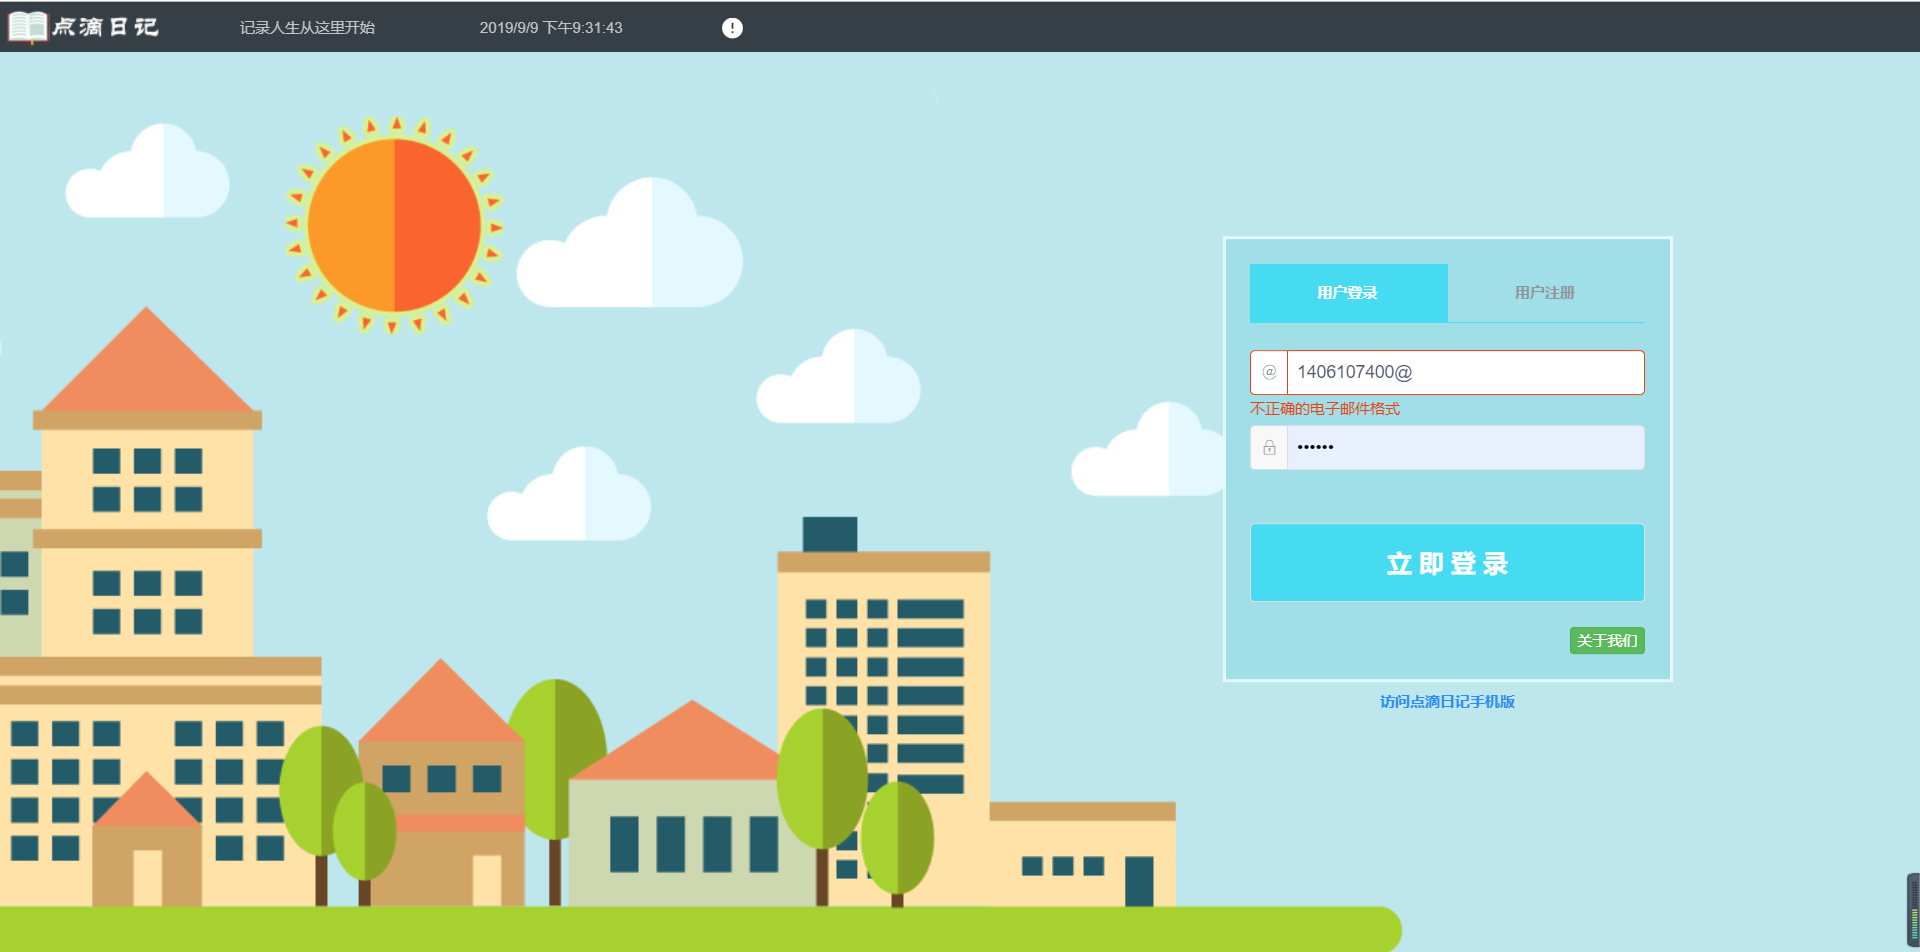 点滴日记
记录人生从这里开始
2019/9/9 下午9:31:43
用户登录
用户注册
@ 1406107400@
不正确的电子邮件格式
••••••
立即登录
关于我们
访问点滴日记手机版